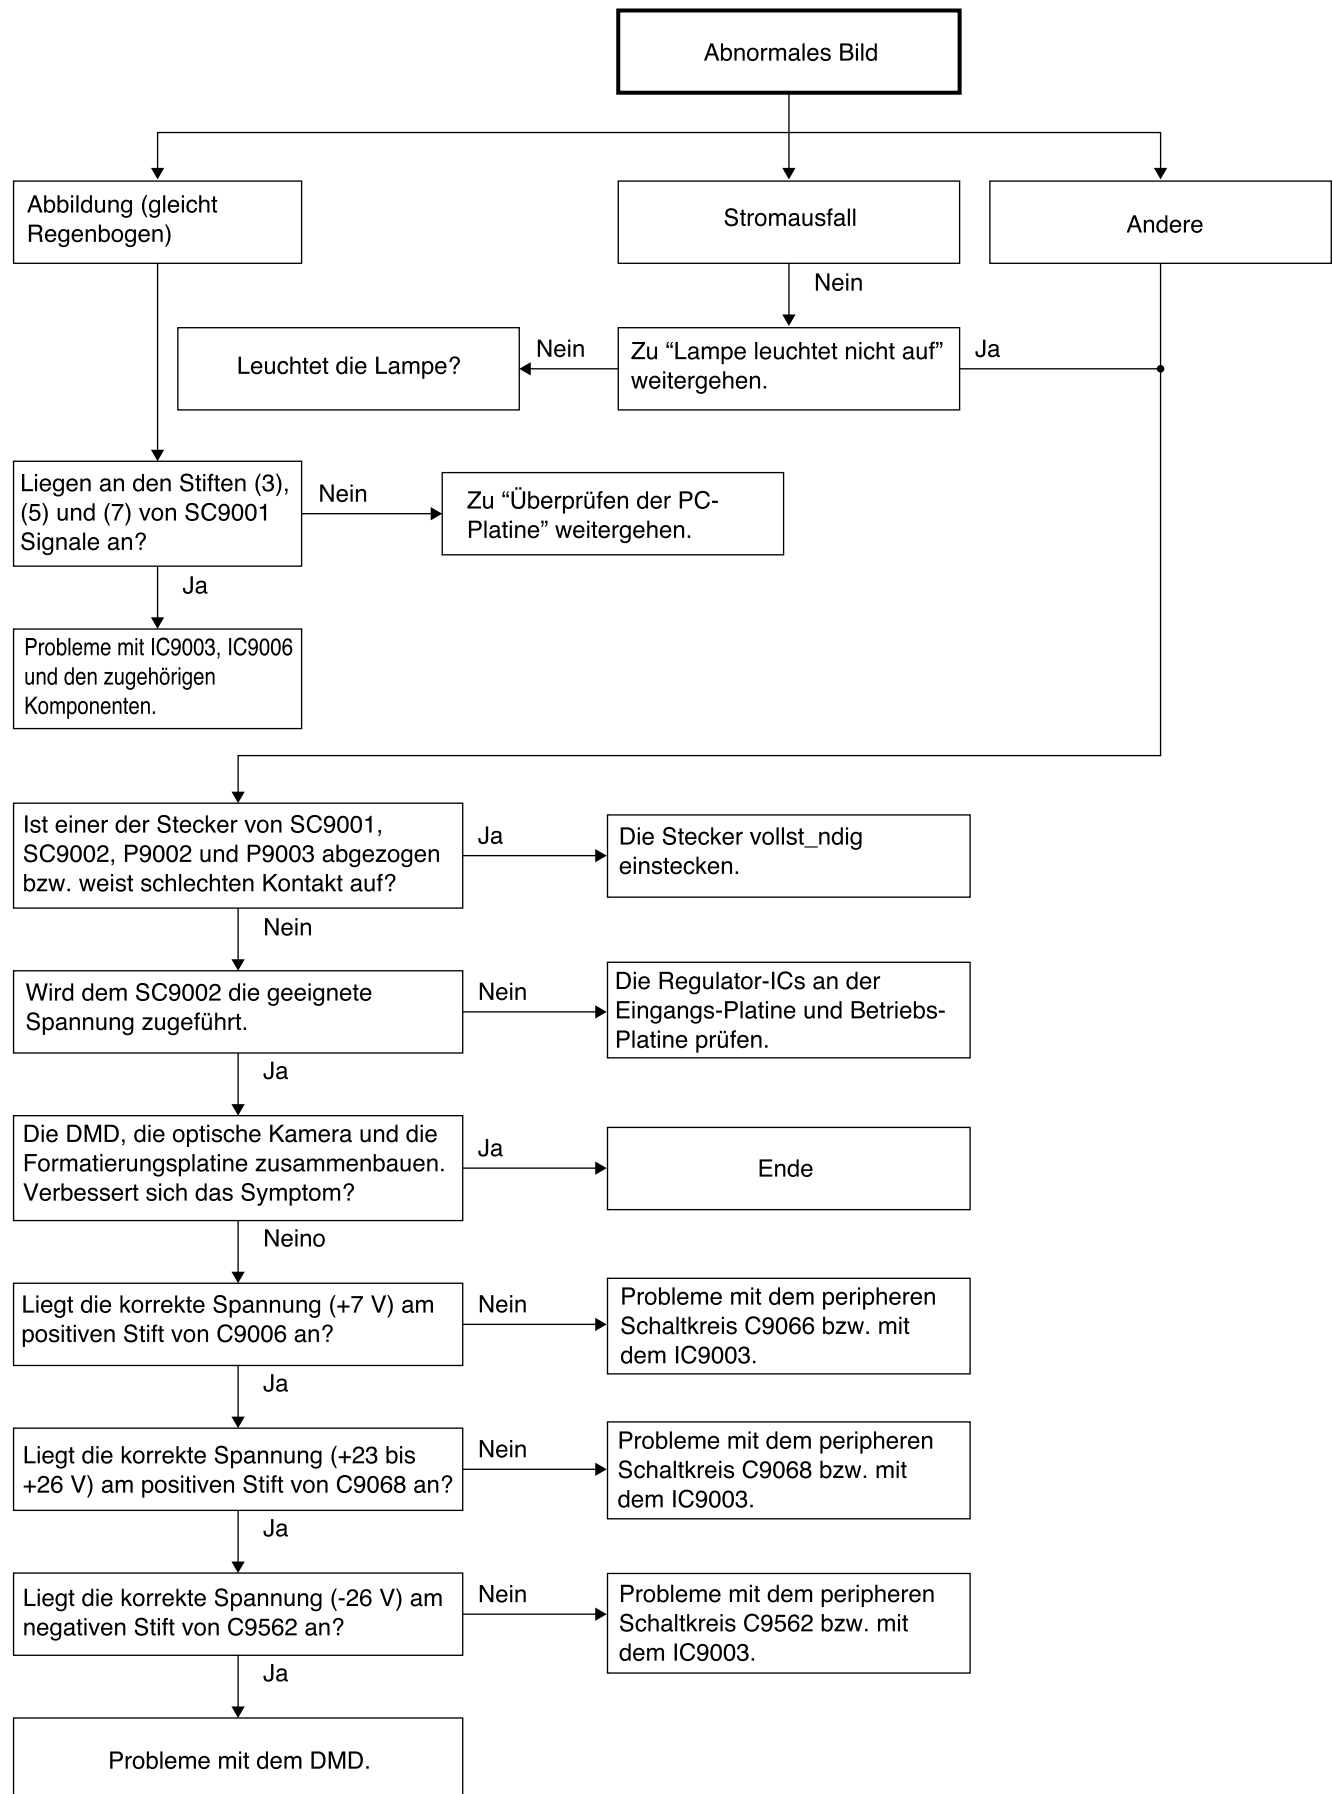 Abnormales Bild
Abbildung (gleicht
Regenbogen)
Stromausfall
Andere
Nein
Leuchtet die Lampe?
Nein
Zu “Lampe leuchtet nicht auf”
weitergehen.
Ja
Liegen an den Stiften (3),
(5) und (7) von SC9001
Signale an?
Nein
Zu “Überprüfen der PC-
Platine” weitergehen.
Ja
Probleme mit IC9003, IC9006
und den zugehörigen
Komponenten.
Ist einer der Stecker von SC9001,
SC9002, P9002 und P9003 abgezogen
bzw. weist schlechten Kontakt auf?
Ja
Die Stecker vollst_ndig
einstecken.
Nein
Wird dem SC9002 die geeignete
Spannung zugeführt.
Nein
Die Regulator-ICs an der
Eingangs-Platine und Betriebs-
Platine prüfen.
Ja
Die DMD, die optische Kamera und die
Formatierungsplatine zusammenbauen.
Verbessert sich das Symptom?
Ja
Ende
Neino
Liegt die korrekte Spannung (+7 V) am
positiven Stift von C9006 an?
Nein
Probleme mit dem peripheren
Schaltkreis C9066 bzw. mit
dem IC9003.
Ja
Liegt die korrekte Spannung (+23 bis
+26 V) am positiven Stift von C9068 an?
Nein
Probleme mit dem peripheren
Schaltkreis C9068 bzw. mit
dem IC9003.
Ja
Liegt die korrekte Spannung (-26 V) am
negativen Stift von C9562 an?
Nein
Probleme mit dem peripheren
Schaltkreis C9562 bzw. mit
dem IC9003.
Ja
Probleme mit dem DMD.